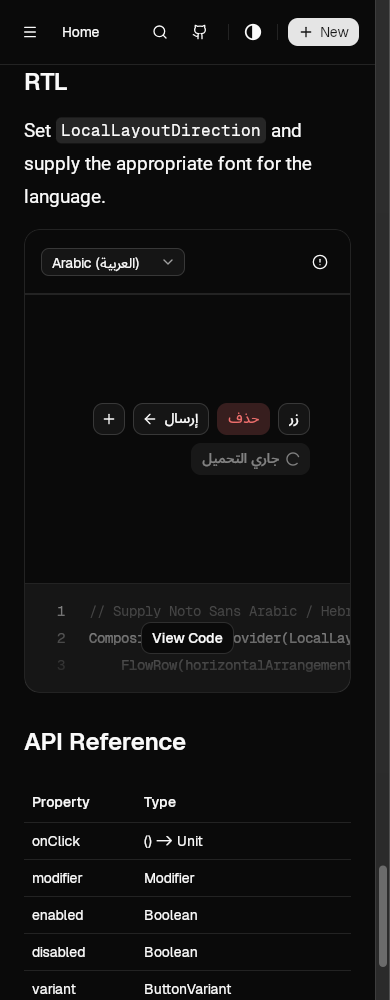 Home
New
RTL
Set LocalLayoutDirection and
supply the appropriate font for the
language.
Arabic (العربية)
زر
حذف
إرسال
جاري التحميل
1 // Supply Noto Sans Arabic / Hebr
2 Compos ovider(LocalLay
View Code
3 FlowRow(horizontalArrangement
API Reference
Property Type
onClick () -> Unit
modifier Modifier
enabled Boolean
disabled Boolean
variant ButtonVariant